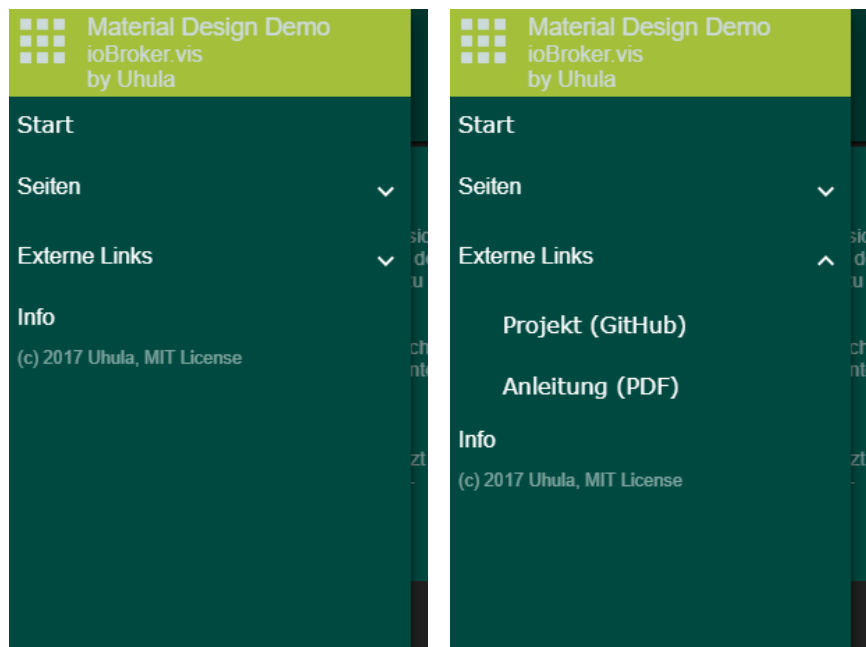 Material Design Demo
ioBroker.vis
by Uhula
Start
Seiten
Externe Links
Info
(c) 2017 Uhula, MIT License
Material Design Demo
ioBroker.vis
by Uhula
Start
Seiten
Externe Links
Projekt (GitHub)
Anleitung (PDF)
Info
(c) 2017 Uhula, MIT License